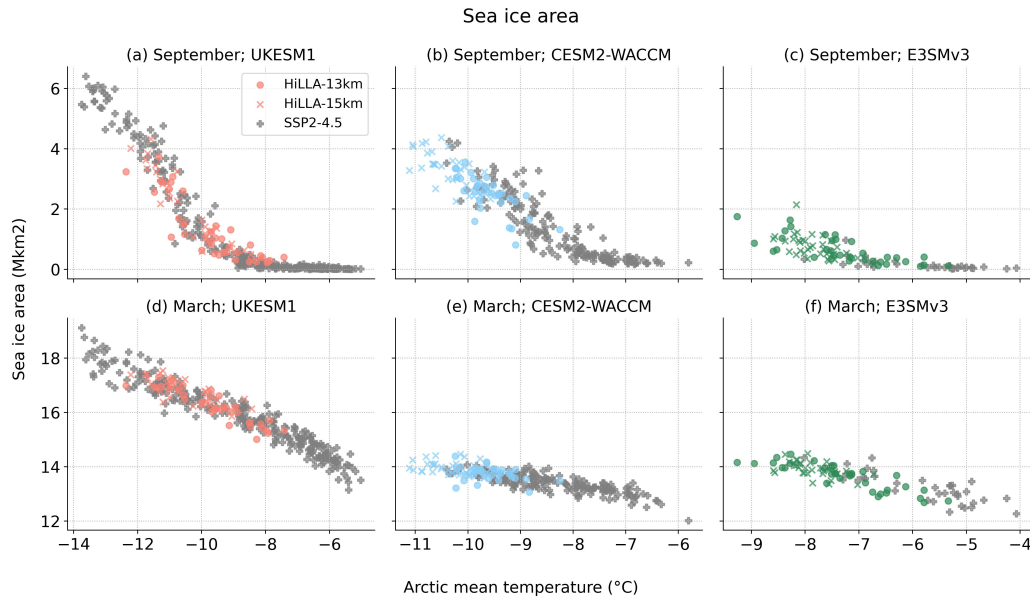 Sea ice area
(a) September; UKESM1
(b) September; CESM2-WACCM
(c) September; E3SMv3
HiLLA-13km
HiLLA-15km
SSP2-4.5
6
4
2
0
(d) March; UKESM1
(e) March; CESM2-WACCM
(f) March; E3SMv3
Sea ice area (Mkm2)
18
16
14
12
−14 −12 −10 −8 −6
−11 −10 −9 −8 −7 −6
−9 −8 −7 −6 −5 −4
Arctic mean temperature (°C)